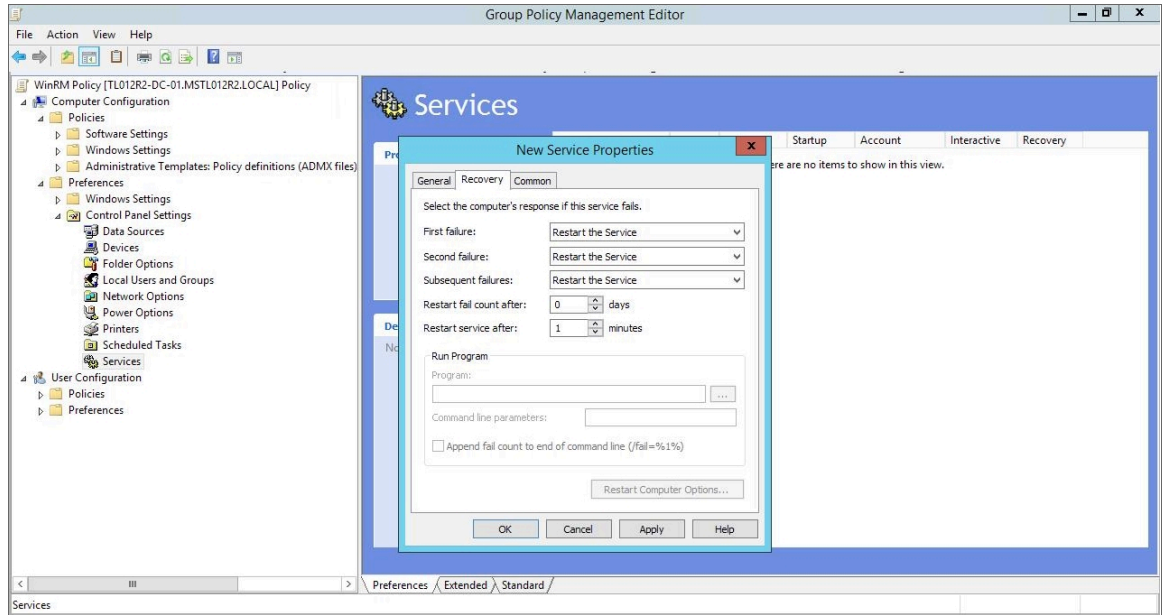 Group Policy Management Editor
File Action View Help
WinRM Policy [TL012R2-DC-01.MSTL012R2.LOCAL] Policy
Computer Configuration
Policies
Software Settings
Windows Settings
Administrative Templates: Policy definitions (ADMX files)
Preferences
Windows Settings
Control Panel Settings
Data Sources
Devices
Folder Options
Local Users and Groups
Network Options
Power Options
Printers
Scheduled Tasks
Services
User Configuration
Policies
Preferences
Services
Startup Account Interactive Recovery
ere are no items to show in this view.
Pro
De
No
New Service Properties
General Recovery Common
Select the computer's response if this service fails.
First failure: Restart the Service
Second failure: Restart the Service
Subsequent failures: Restart the Service
Restart fail count after: 0 days
Restart service after: 1 minutes
Run Program
Program:
...
Command line parameters:
Append fail count to end of command line (/fail=%1%)
Restart Computer Options...
OK Cancel Apply Help
Preferences Extended Standard
Services